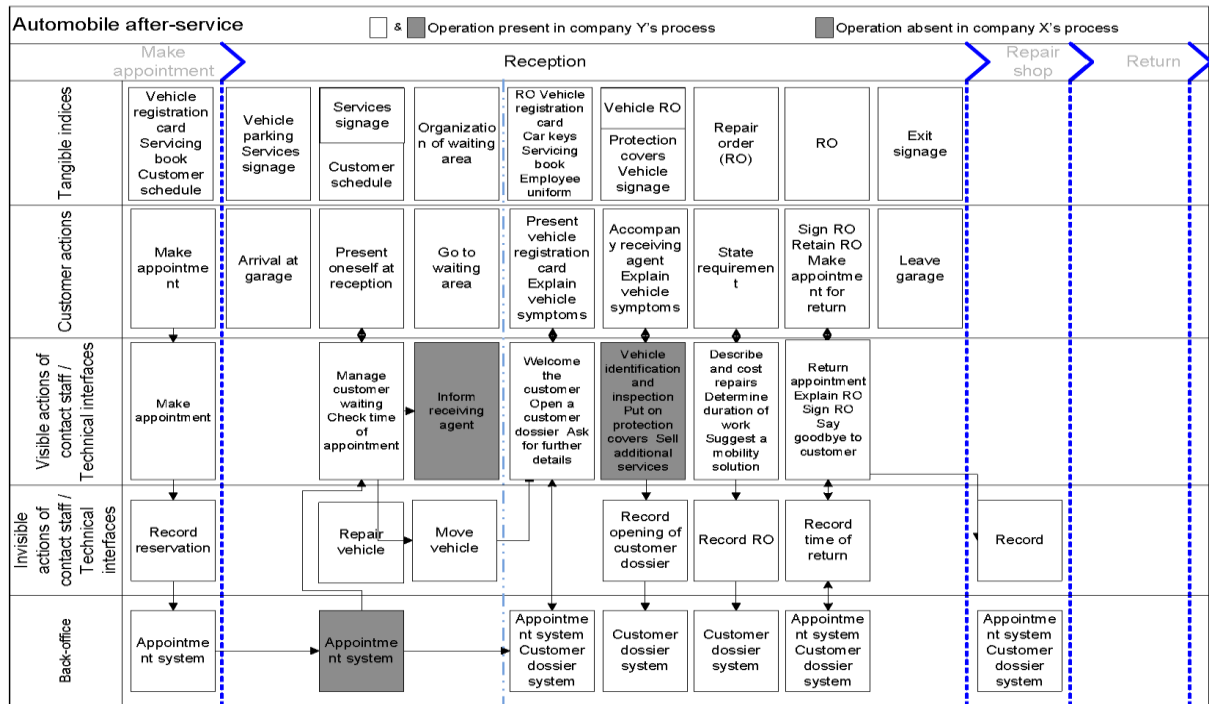 Automobile after-service
& Operation present in company Y's process
Operation absent in company X's process
Make
appointment
Reception
Repair
shop
Return
Tangible indices
Vehicle
registration
card
Servicing
book
Customer
schedule
Vehicle
parking
Services
signage
Services
signage
Customer
schedule
Organizatio
n of waiting
area
RO Vehicle
registration
card
Car keys
Servicing
book
Employee
uniform
Vehicle RO
Protection
covers
Vehicle
signage
Repair
order
(RO)
RO
Exit
signage
Customer actions
Make
appointme
nt
Arrival at
garage
Present
oneself at
reception
Go to
waiting
area
Present
vehicle
registration
card
Explain
vehicle
symptoms
Accompan
y receiving
agent
Explain
vehicle
symptoms
State
requiremen
t
Sign RO
Retain RO
Make
appointme
nt for
return
Leave
garage
Visible actions of
contact staff /
Technical interfaces
Make
appointment
Manage
customer
waiting
Check time
of
appointment
Inform
receiving
agent
Welcome
the
customer
Open a
customer
dossier Ask
for further
details
Vehicle
identification
and
inspection
Put on
protection
covers Sell
additional
services
Describe
and cost
repairs
Determine
duration of
work
Suggest a
mobility
solution
Return
appointment
Explain RO
Sign RO
Say
goodbye to
customer
Invisible
actions of
contact staff /
Technical
interfaces
Record
reservation
Repair
vehicle
Move
vehicle
Record
opening of
customer
dossier
Record RO
Record
time of
return
Record
Back-office
Appointme
nt system
Appointme
nt system
Appointme
nt system
Customer
dossier
system
Customer
dossier
system
Customer
dossier
system
Appointme
nt system
Customer
dossier
system
Appointme
nt system
Customer
dossier
system